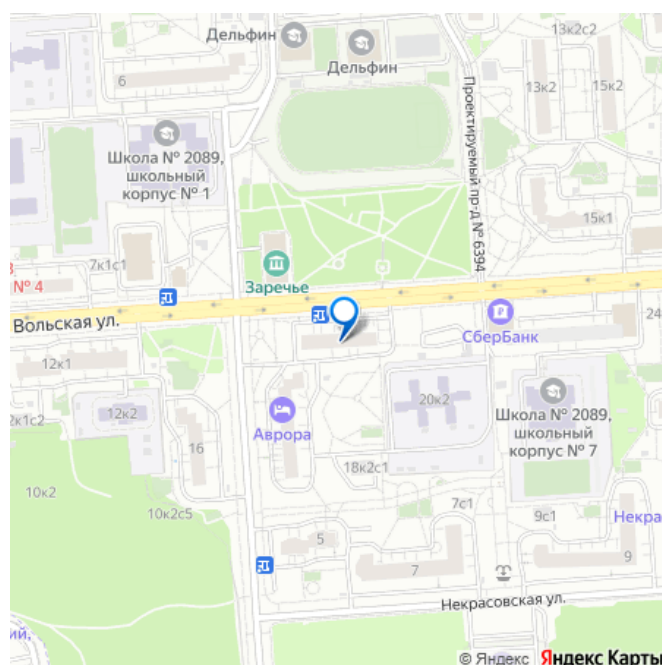 Дельфин
Дельфин
13к2с2
6
13к2
15к2
Школа № 2089,
школьный
корпус № 1
Проектируемый пр-д № 6394
15к1
7к1с1
№ 4
Заречье
Вольская ул.
СберБанк
24
12к1
12к2
16
Аврора
20к2
Школа № 2089,
школьный
корпус № 7
10к2
10к2с5
18к2с1
7с1
9с1
Некрас
5
7
9
Некрасовская ул.
ий,
© Яндекс Яндекс Карты